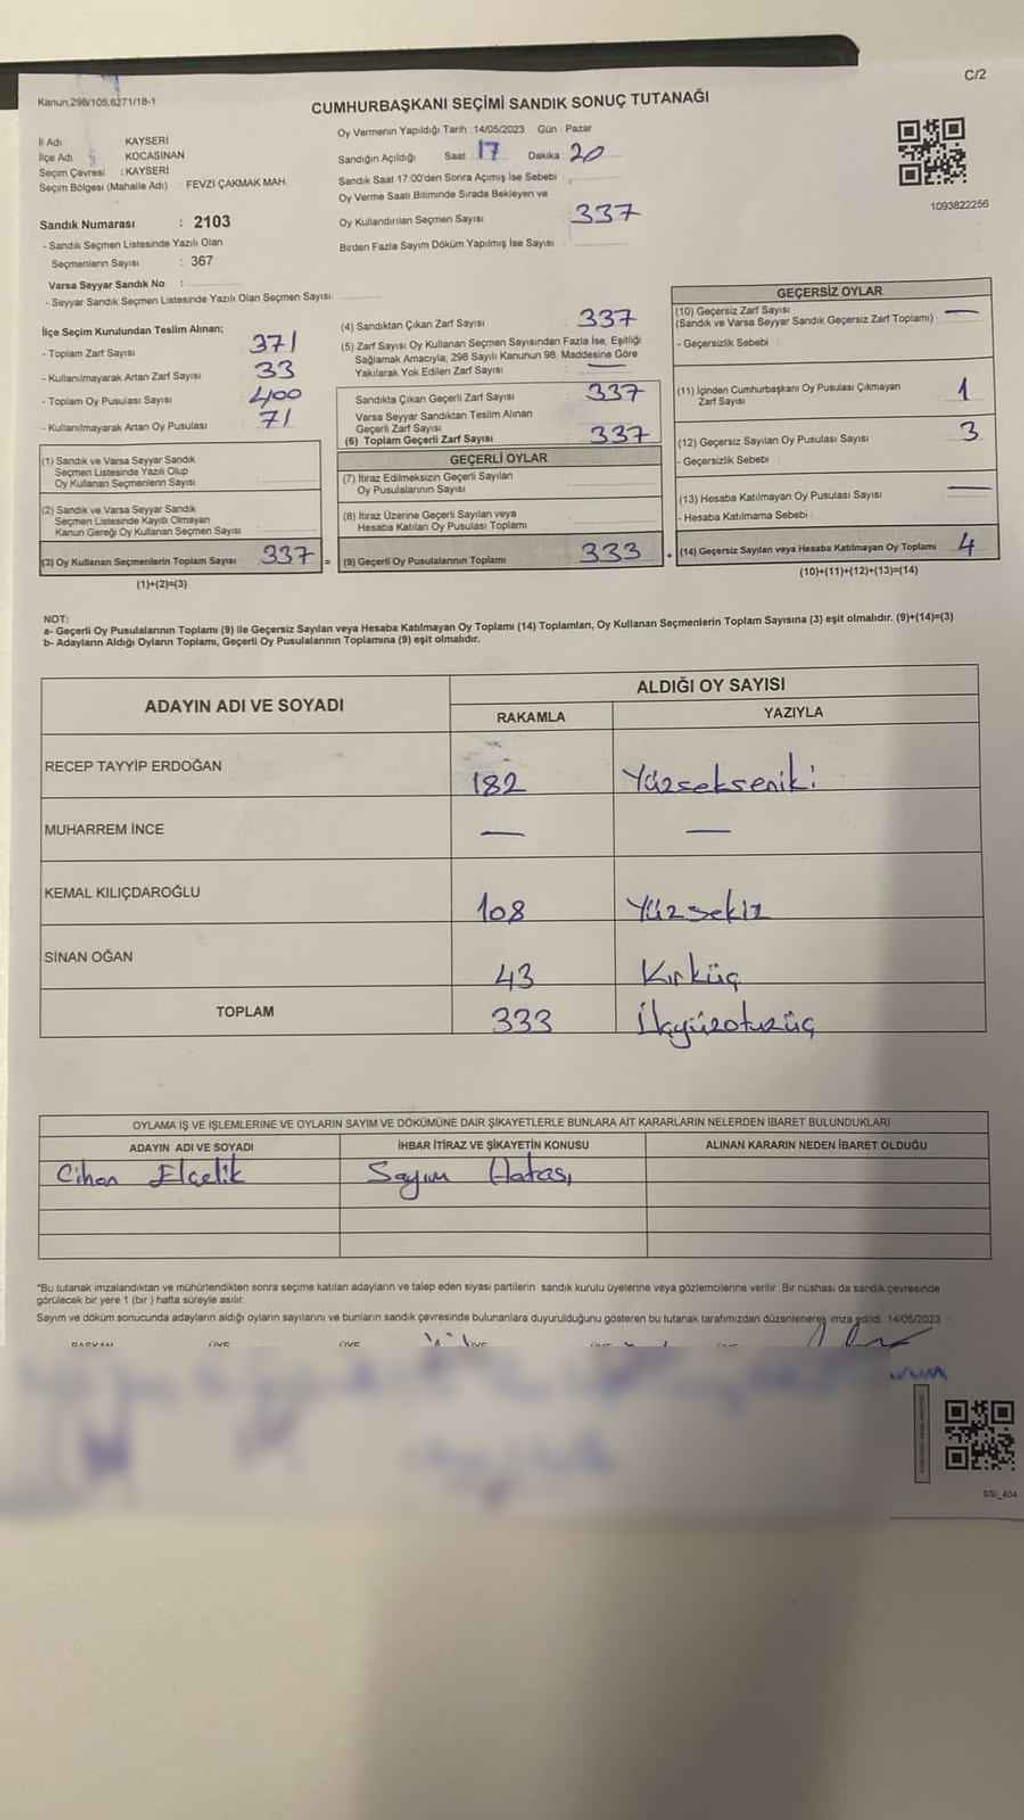 C/2
Kanun,298/105,6271/18-1
CUMHURBAŞKANI SEÇİMİ SANDIK SONUÇ TUTANAĞI
İl Adı KAYSERİ
İlçe Adı KOCASİNAN
Seçim Çevresi : KAYSERİ
Seçim Bölgesi (Mahalle Adı) FEVZİ ÇAKMAK MAH.
Sandık Numarası : 2103
- Sandık Seçmen Listesinde Yazılı Olan
Seçmenlerin Sayısı : 367
Varsa Seyyar Sandık No :
- Seyyar Sandık Seçmen Listesinde Yazılı Olan Seçmen Sayısı
Oy Vermenin Yapıldığı Tarih :14/05/2023 Gün : Pazar
Sandığın Açıldığı Saat 17 Dakika 20
Sandık Saat 17:00'den Sonra Açımış İse Sebebi
Oy Verme Saati Bitiminde Sırada Bekleyen ve
Oy Kullandırılan Seçmen Sayısı 337
Birden Fazla Sayım Döküm Yapılmış İse Sayısı
1093822256
İlçe Seçim Kurulundan Teslim Alınan;
- Toplam Zarf Sayısı 371
- Kullanılmayarak Artan Zarf Sayısı 33
- Toplam Oy Pusulası Sayısı 400
- Kullanılmayarak Artan Oy Pusulası 71
(1) Sandık ve Varsa Seyyar Sandık
Seçmen Listesinde Yazılı Olup
Oy Kullanan Seçmenlerin Sayısı
(2) Sandık ve Varsa Seyyar Sandık
Seçmen Listesinde Kayıtlı Olmayan
Kanun Gereği Oy Kullanan Seçmen Sayısı
(3) Oy Kullanan Seçmenlerin Toplam Sayısı 337 =
(1)+(2)=(3)
(4) Sandıktan Çıkan Zarf Sayısı 337
(5) Zarf Sayısı Oy Kullanan Seçmen Sayısından Fazla İse, Eşitliği
Sağlamak Amacıyla, 298 Sayılı Kanunun 98. Maddesine Göre
Yakılarak Yok Edilen Zarf Sayısı —
Sandıkta Çıkan Geçerli Zarf Sayısı 337
Varsa Seyyar Sandıktan Teslim Alınan
Geçerli Zarf Sayısı
(6) Toplam Geçerli Zarf Sayısı 337
GEÇERLİ OYLAR
(7) İtiraz Edilmeksizin Geçerli Sayılan
Oy Pusulalarının Sayısı
(8) İtiraz Üzerine Geçerli Sayılan veya
Hesaba Katılan Oy Pusulası Toplamı
(9) Geçerli Oy Pusulalarının Toplamı 333 +
GEÇERSİZ OYLAR
(10) Geçersiz Zarf Sayısı
(Sandık ve Varsa Seyyar Sandık Geçersiz Zarf Toplamı) —
- Geçersizlik Sebebi :
(11) İçinden Cumhurbaşkanı Oy Pusulası Çıkmayan
Zarf Sayısı 1
(12) Geçersiz Sayılan Oy Pusulası Sayısı 3
- Geçersizlik Sebebi :
(13) Hesaba Katılmayan Oy Pusulası Sayısı —
- Hesaba Katılmama Sebebi :
(14) Geçersiz Sayılan veya Hesaba Katılmayan Oy Toplamı 4
(10)+(11)+(12)+(13)=(14)
NOT:
a- Geçerli Oy Pusulalarının Toplamı (9) ile Geçersiz Sayılan veya Hesaba Katılmayan Oy Toplamı (14) Toplamları, Oy Kullanan Seçmenlerin Toplam Sayısına (3) eşit olmalıdır. (9)+(14)=(3)
b- Adayların Aldığı Oyların Toplamı, Geçerli Oy Pusulalarının Toplamına (9) eşit olmalıdır.
ADAYIN ADI VE SOYADI ALDIĞI OY SAYISI
RAKAMLA YAZIYLA
RECEP TAYYİP ERDOĞAN 182 Yüzsekseniki
MUHARREM İNCE — —
KEMAL KILIÇDAROĞLU 108 Yüzsekiz
SİNAN OĞAN 43 Kırküç
TOPLAM 333 İkçyüzotuzüç
OYLAMA İŞ VE İŞLEMLERİNE VE OYLARIN SAYIM VE DÖKÜMÜNE DAİR ŞİKAYETLERLE BUNLARA AİT KARARLARIN NELERDEN İBARET BULUNDUKLARI
ADAYIN ADI VE SOYADI İHBAR İTİRAZ VE ŞİKAYETİN KONUSU ALINAN KARARIN NEDEN İBARET OLDUĞU
Cihan Elçelik Sayım Hatası
"Bu tutanak imzalandıktan ve mühürlendikten sonra seçime katılan adayların ve talep eden siyasi partilerin sandık kurulu üyelerine veya gözlemcilerine verilir. Bir nüshası da sandık çevresinde
görülecek bir yere 1 (bir ) hafta süreyle asılır.
Sayım ve döküm sonucunda adayların aldığı oyların sayılarını ve bunların sandık çevresinde bulunanlara duyurulduğunu gösteren bu tutanak tarafımızdan düzenlenerek imza edildi. 14/05/2023